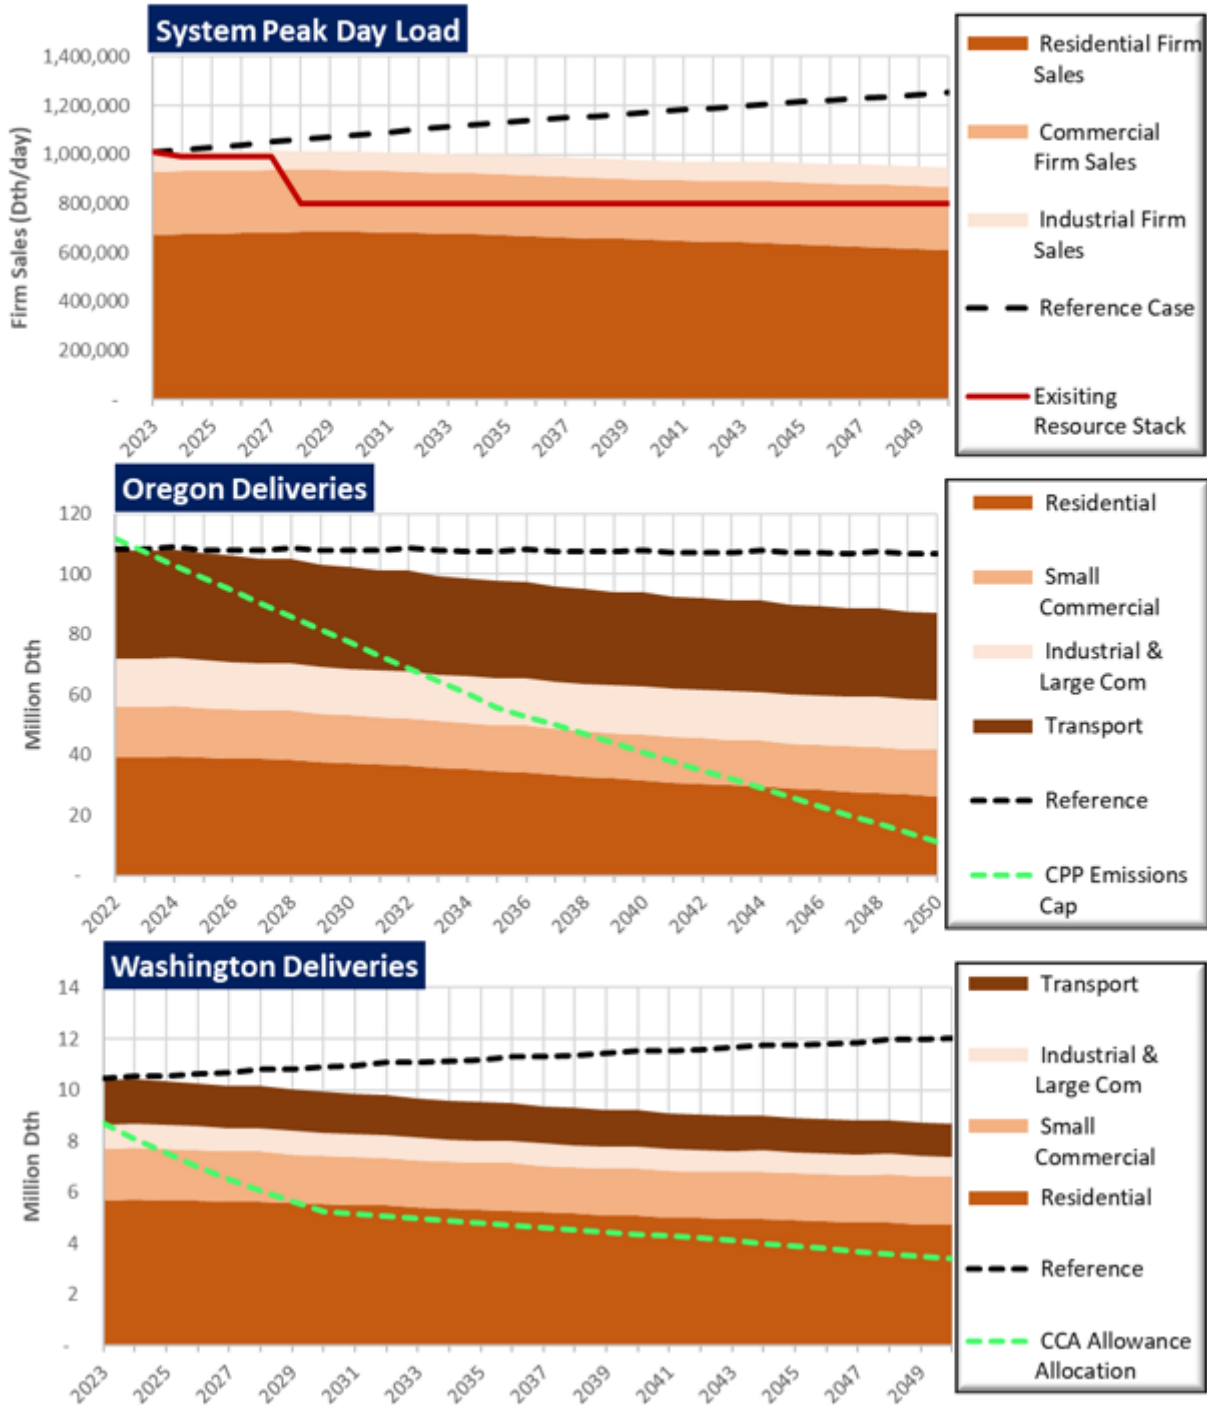 System Peak Day Load
1,400,000
1,200,000
1,000,000
800,000
600,000
400,000
200,000
-
Firm Sales (Dth/day)
2023
2025
2027
2029
2031
2033
2035
2037
2039
2041
2043
2045
2047
2049
Residential Firm
Sales
Commercial
Firm Sales
Industrial Firm
Sales
Reference Case
Exisiting
Resource Stack
Oregon Deliveries
120
100
80
60
40
20
-
Million Dth
2022
2024
2026
2028
2030
2032
2034
2036
2038
2040
2042
2044
2046
2048
2050
Residential
Small
Commercial
Industrial &
Large Com
Transport
Reference
CPP Emissions
Cap
Washington Deliveries
14
12
10
8
6
4
2
-
Million Dth
2023
2025
2027
2029
2031
2033
2035
2037
2039
2041
2043
2045
2047
2049
Transport
Industrial &
Large Com
Small
Commercial
Residential
Reference
CCA Allowance
Allocation